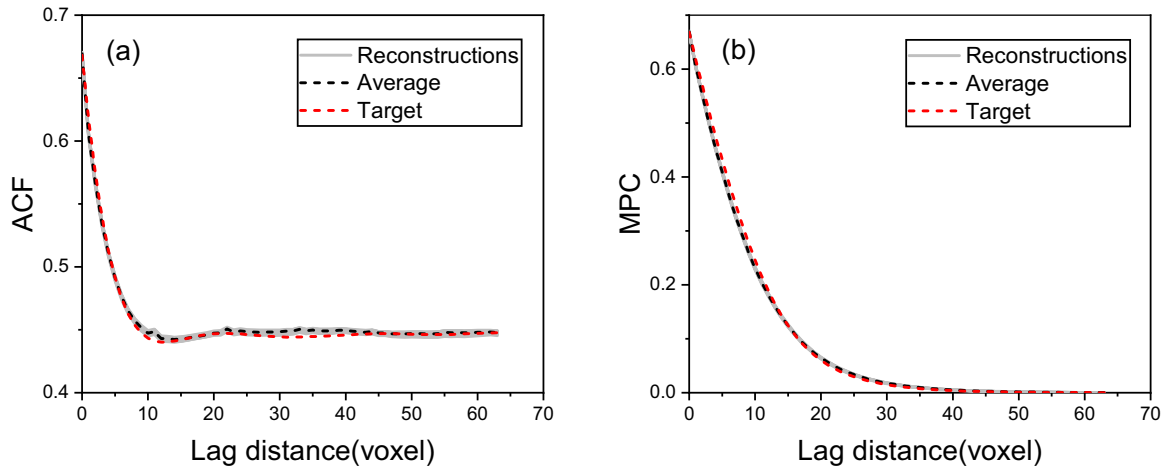 (a)
Reconstructions
Average
Target
ACF
0.7
0.6
0.5
0.4
0 10 20 30 40 50 60 70
Lag distance(voxel)
(b)
Reconstructions
Average
Target
MPC
0.6
0.4
0.2
0.0
0 10 20 30 40 50 60 70
Lag distance(voxel)